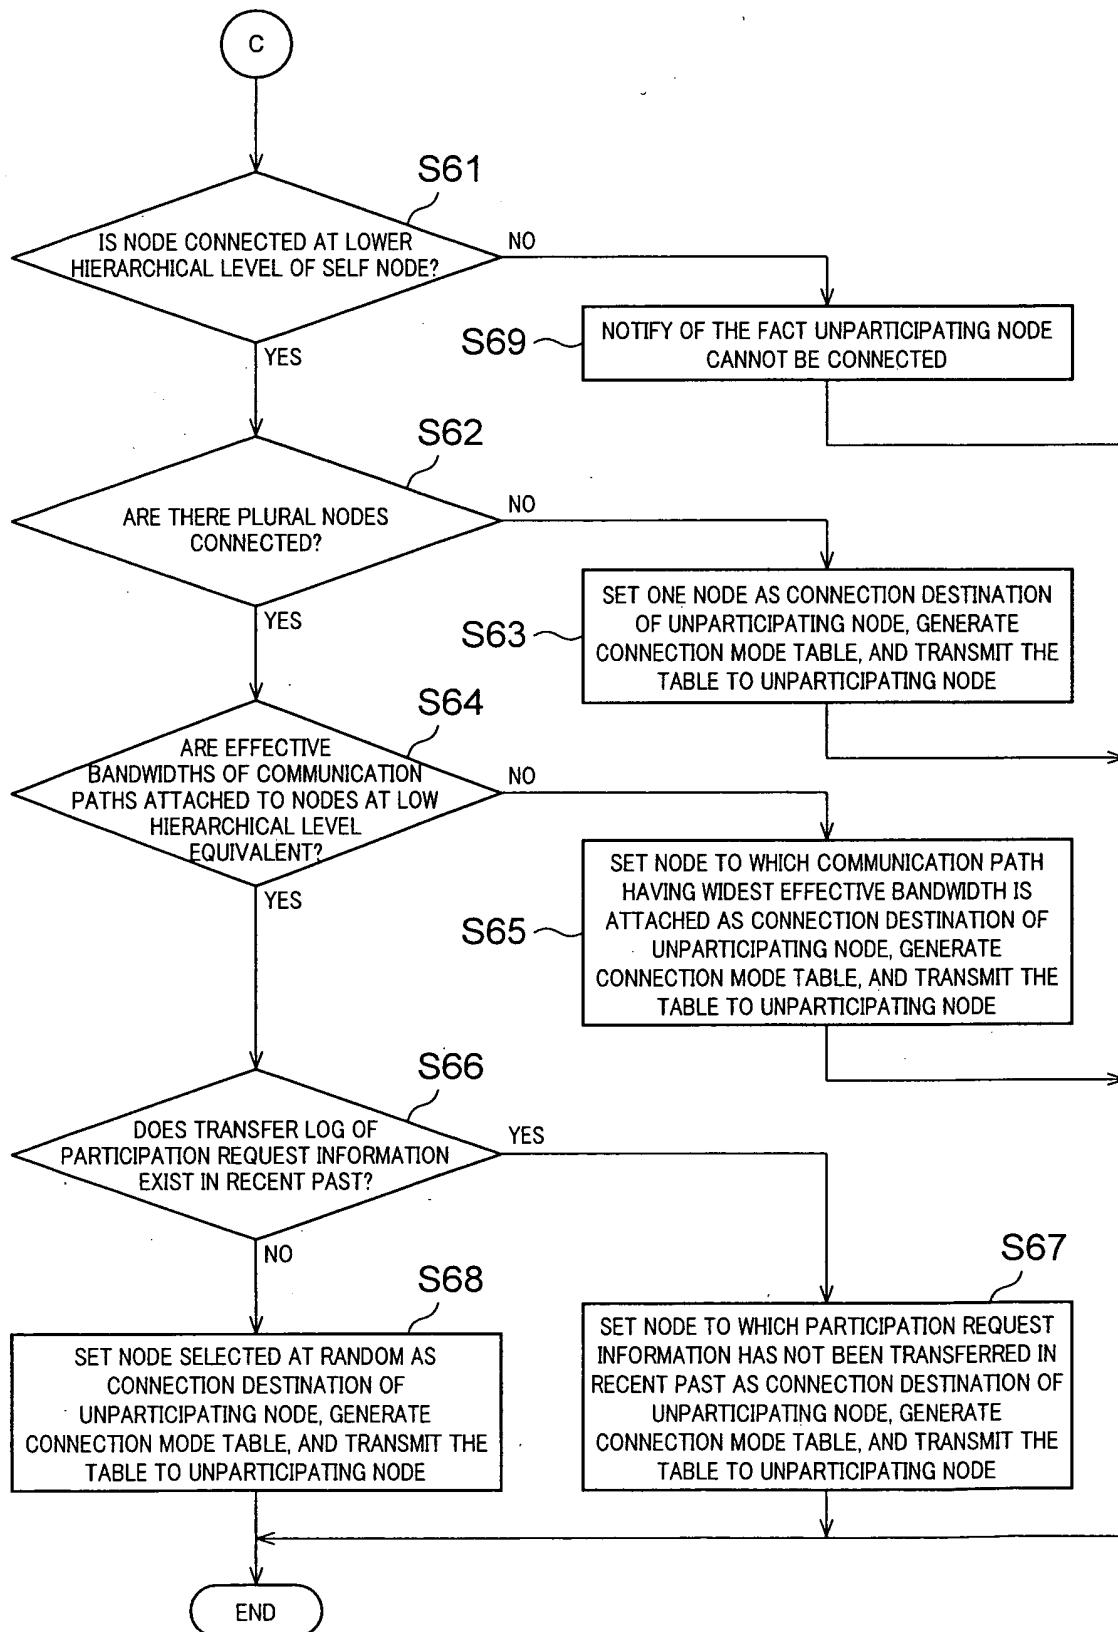 C
S61
IS NODE CONNECTED AT LOWER
HIERARCHICAL LEVEL OF SELF NODE?
NO
YES
S69
NOTIFY OF THE FACT UNPARTICIPATING NODE
CANNOT BE CONNECTED
S62
ARE THERE PLURAL NODES
CONNECTED?
NO
YES
S63
SET ONE NODE AS CONNECTION DESTINATION
OF UNPARTICIPATING NODE, GENERATE
CONNECTION MODE TABLE, AND TRANSMIT THE
TABLE TO UNPARTICIPATING NODE
S64
ARE EFFECTIVE
BANDWIDTHS OF COMMUNICATION
PATHS ATTACHED TO NODES AT LOW
HIERARCHICAL LEVEL
EQUIVALENT?
NO
YES
S65
SET NODE TO WHICH COMMUNICATION PATH
HAVING WIDEST EFFECTIVE BANDWIDTH IS
ATTACHED AS CONNECTION DESTINATION OF
UNPARTICIPATING NODE, GENERATE
CONNECTION MODE TABLE, AND TRANSMIT THE
TABLE TO UNPARTICIPATING NODE
S66
DOES TRANSFER LOG OF
PARTICIPATION REQUEST INFORMATION
EXIST IN RECENT PAST?
YES
NO
S68
SET NODE SELECTED AT RANDOM AS
CONNECTION DESTINATION OF
UNPARTICIPATING NODE, GENERATE
CONNECTION MODE TABLE, AND TRANSMIT THE
TABLE TO UNPARTICIPATING NODE
S67
SET NODE TO WHICH PARTICIPATION REQUEST
INFORMATION HAS NOT BEEN TRANSFERRED IN
RECENT PAST AS CONNECTION DESTINATION OF
UNPARTICIPATING NODE, GENERATE
CONNECTION MODE TABLE, AND TRANSMIT THE
TABLE TO UNPARTICIPATING NODE
END